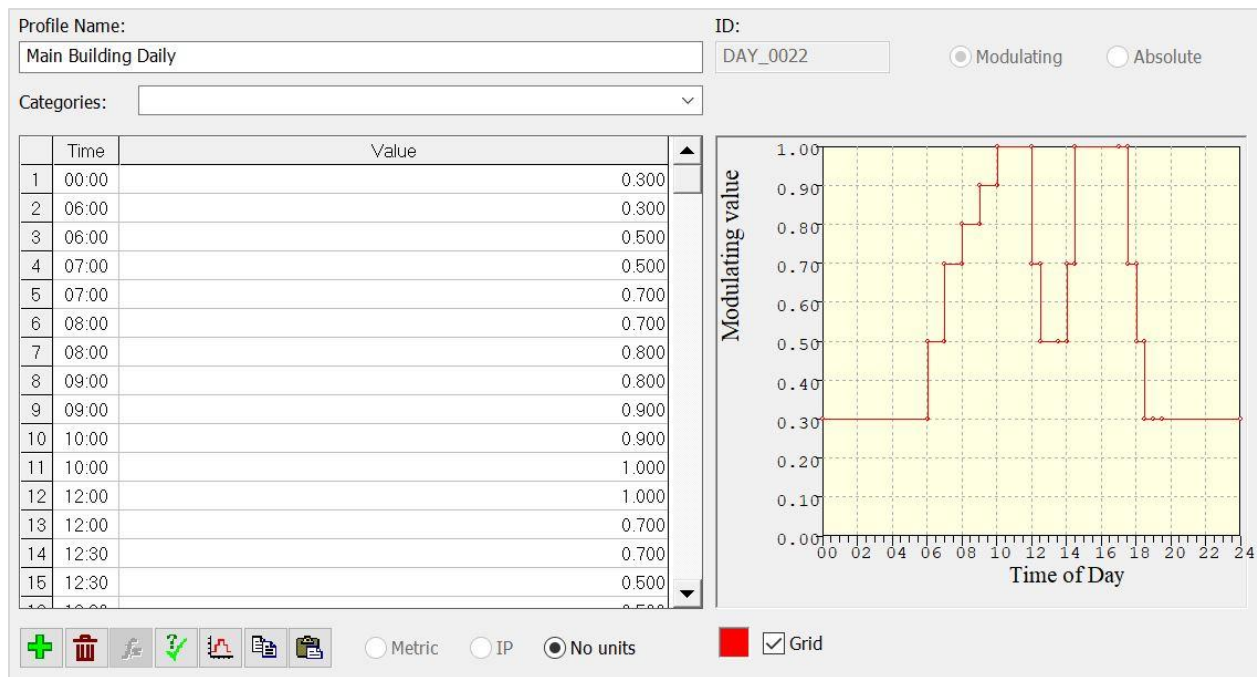 Profile Name:
ID:
Main Building Daily
DAY_0022
Modulating
Absolute
Categories:
Time Value
1 00:00 0.300
2 06:00 0.300
3 06:00 0.500
4 07:00 0.500
5 07:00 0.700
6 08:00 0.700
7 08:00 0.800
8 09:00 0.800
9 09:00 0.900
10 10:00 0.900
11 10:00 1.000
12 12:00 1.000
13 12:00 0.700
14 12:30 0.700
15 12:30 0.500
Modulating value
1.00
0.90
0.80
0.70
0.60
0.50
0.40
0.30
0.20
0.10
0.00
00 02 04 06 08 10 12 14 16 18 20 22 24
Time of Day
Metric
IP
No units
Grid